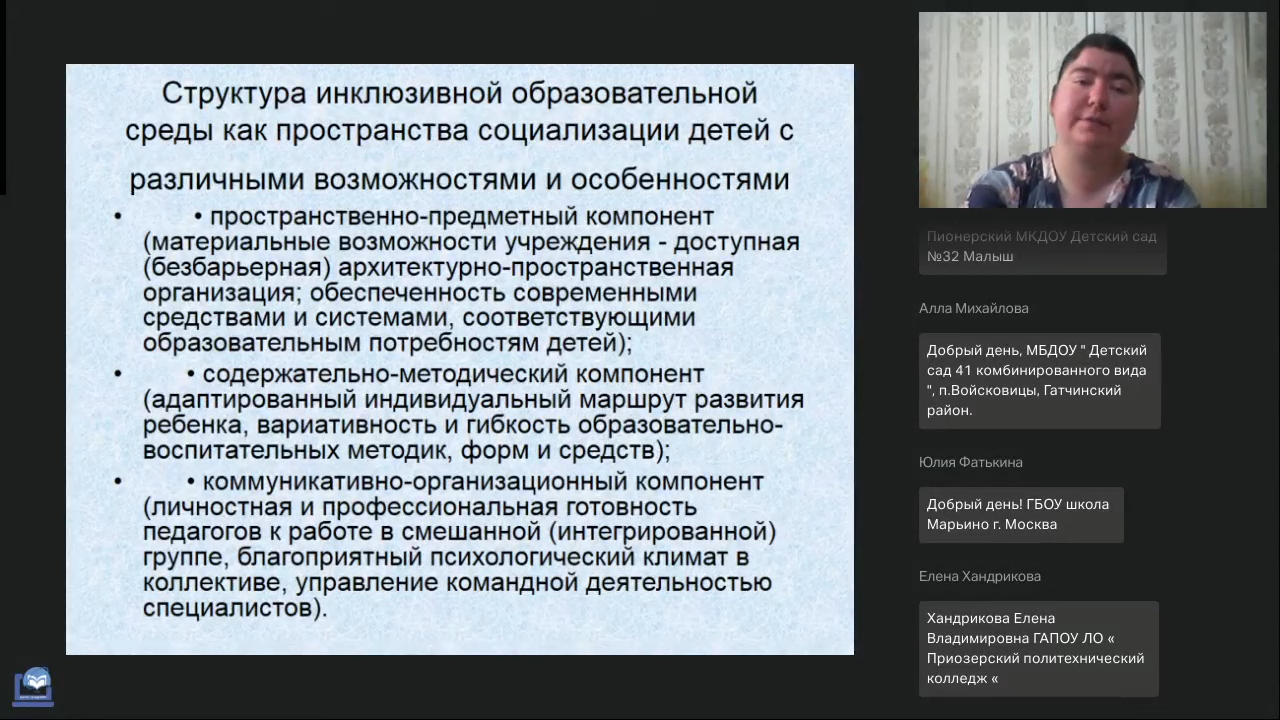 Структура инклюзивной образовательной
среды как пространства социализации детей с
различными возможностями и особенностями
• • пространственно-предметный компонент
(материальные возможности учреждения - доступная
(безбарьерная) архитектурно-пространственная
организация; обеспеченность современными
средствами и системами, соответствующими
образовательным потребностям детей);
• • содержательно-методический компонент
(адаптированный индивидуальный маршрут развития
ребенка, вариативность и гибкость образовательно-
воспитательных методик, форм и средств);
• • коммуникативно-организационный компонент
(личностная и профессиональная готовность
педагогов к работе в смешанной (интегрированной)
группе, благоприятный психологический климат в
коллективе, управление командной деятельностью
специалистов).
Пионерский МКДОУ Детский сад
№32 Малыш
Алла Михайлова
Добрый день, МБДОУ " Детский
сад 41 комбинированного вида
", п.Войсковицы, Гатчинский
район.
Юлия Фатькина
Добрый день! ГБОУ школа
Марьино г. Москва
Елена Хандрикова
Хандрикова Елена
Владимировна ГАПОУ ЛО «
Приозерский политехнический
колледж «